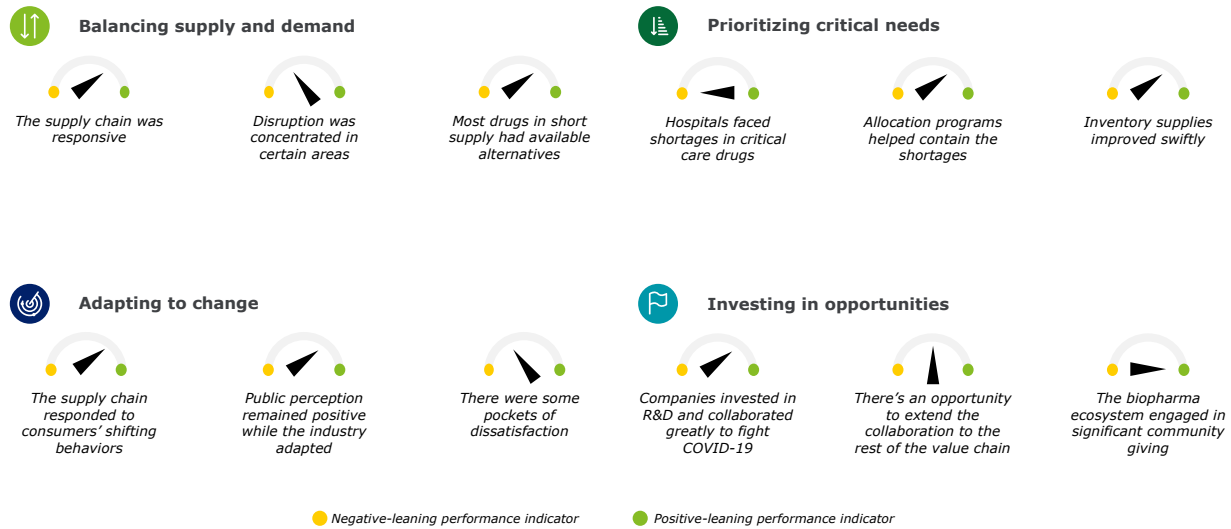 Balancing supply and demand
The supply chain was
responsive
Disruption was
concentrated in
certain areas
Most drugs in short
supply had available
alternatives
Prioritizing critical needs
Hospitals faced
shortages in critical
care drugs
Allocation programs
helped contain the
shortages
Inventory supplies
improved swiftly
Adapting to change
The supply chain
responded to
consumers’ shifting
behaviors
Public perception
remained positive
while the industry
adapted
There were some
pockets of
dissatisfaction
Investing in opportunities
Companies invested in
R&D and collaborated
greatly to fight
COVID-19
There’s an opportunity
to extend the
collaboration to the
rest of the value chain
The biopharma
ecosystem engaged in
significant community
giving
Negative-leaning performance indicator
Positive-leaning performance indicator